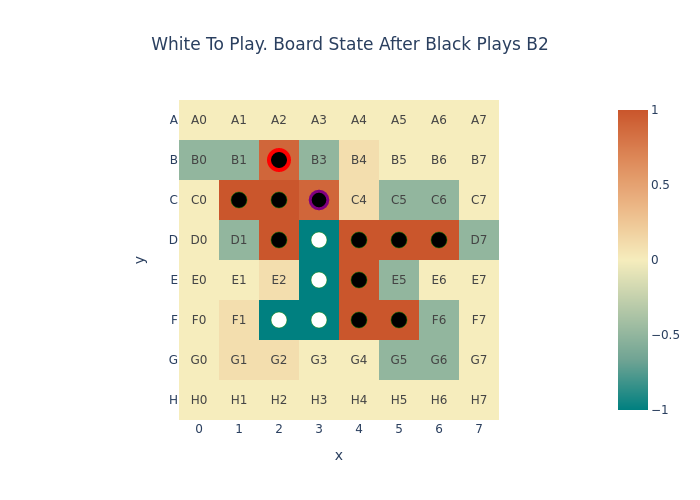 White To Play. Board State After Black Plays B2
A A0 A1 A2 A3 A4 A5 A6 A7
B B0 B1 B3 B4 B5 B6 B7
C C0 C4 C5 C6 C7
D D0 D1 D7
E E0 E1 E2 E5 E6 E7
F F0 F1 F6 F7
G G0 G1 G2 G3 G4 G5 G6 G7
H H0 H1 H2 H3 H4 H5 H6 H7
0 1 2 3 4 5 6 7
x
y
1
0.5
0
−0.5
−1